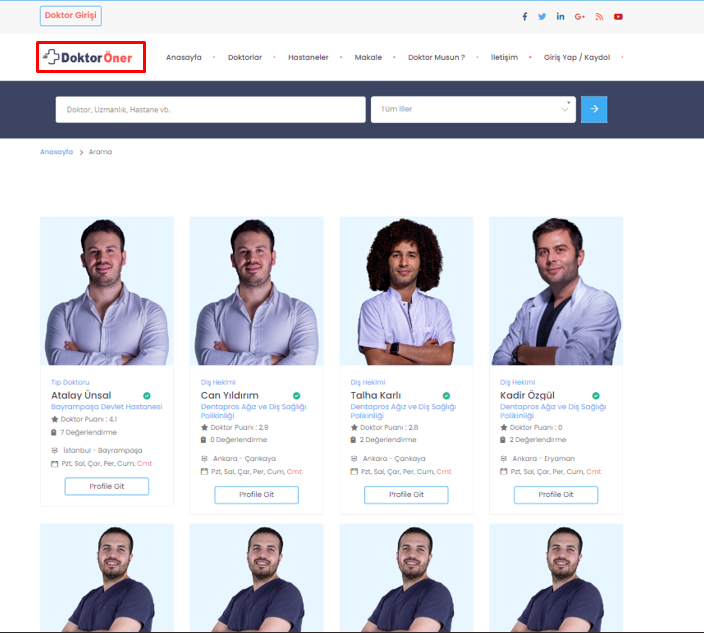 Doktor Girişi
DoktorÖner
Anasayfa
Doktorlar
Hastaneler
Makale
Doktor Musun ?
İletişim
Giriş Yap / Kaydol
Doktor, Uzmanlık, Hastane vb.
Tüm İller
Anasayfa > Arama
Tıp Doktoru
Atalay Ünsal
Bayrampaşa Devlet Hastanesi
Doktor Puanı : 4.1
7 Değerlendirme
İstanbul - Bayrampaşa
Pzt, Sal, Çar, Per, Cum, Cmt
Profile Git
Diş Hekimi
Can Yıldırım
Dentapros Ağız ve Diş Sağlığı
Polikinliği
Doktor Puanı : 2.9
0 Değerlendirme
Ankara - Çankaya
Pzt, Sal, Çar, Per, Cum, Cmt
Profile Git
Diş Hekimi
Talha Karlı
Dentapros Ağız ve Diş Sağlığı
Polikinliği
Doktor Puanı : 2.8
2 Değerlendirme
Ankara - Çankaya
Pzt, Sal, Çar, Per, Cum, Cmt
Profile Git
Diş Hekimi
Kadir Özgül
Dentapros Ağız ve Diş Sağlığı
Polikinliği
Doktor Puanı : 0
2 Değerlendirme
Ankara - Eryaman
Pzt, Sal, Çar, Per, Cum, Cmt
Profile Git